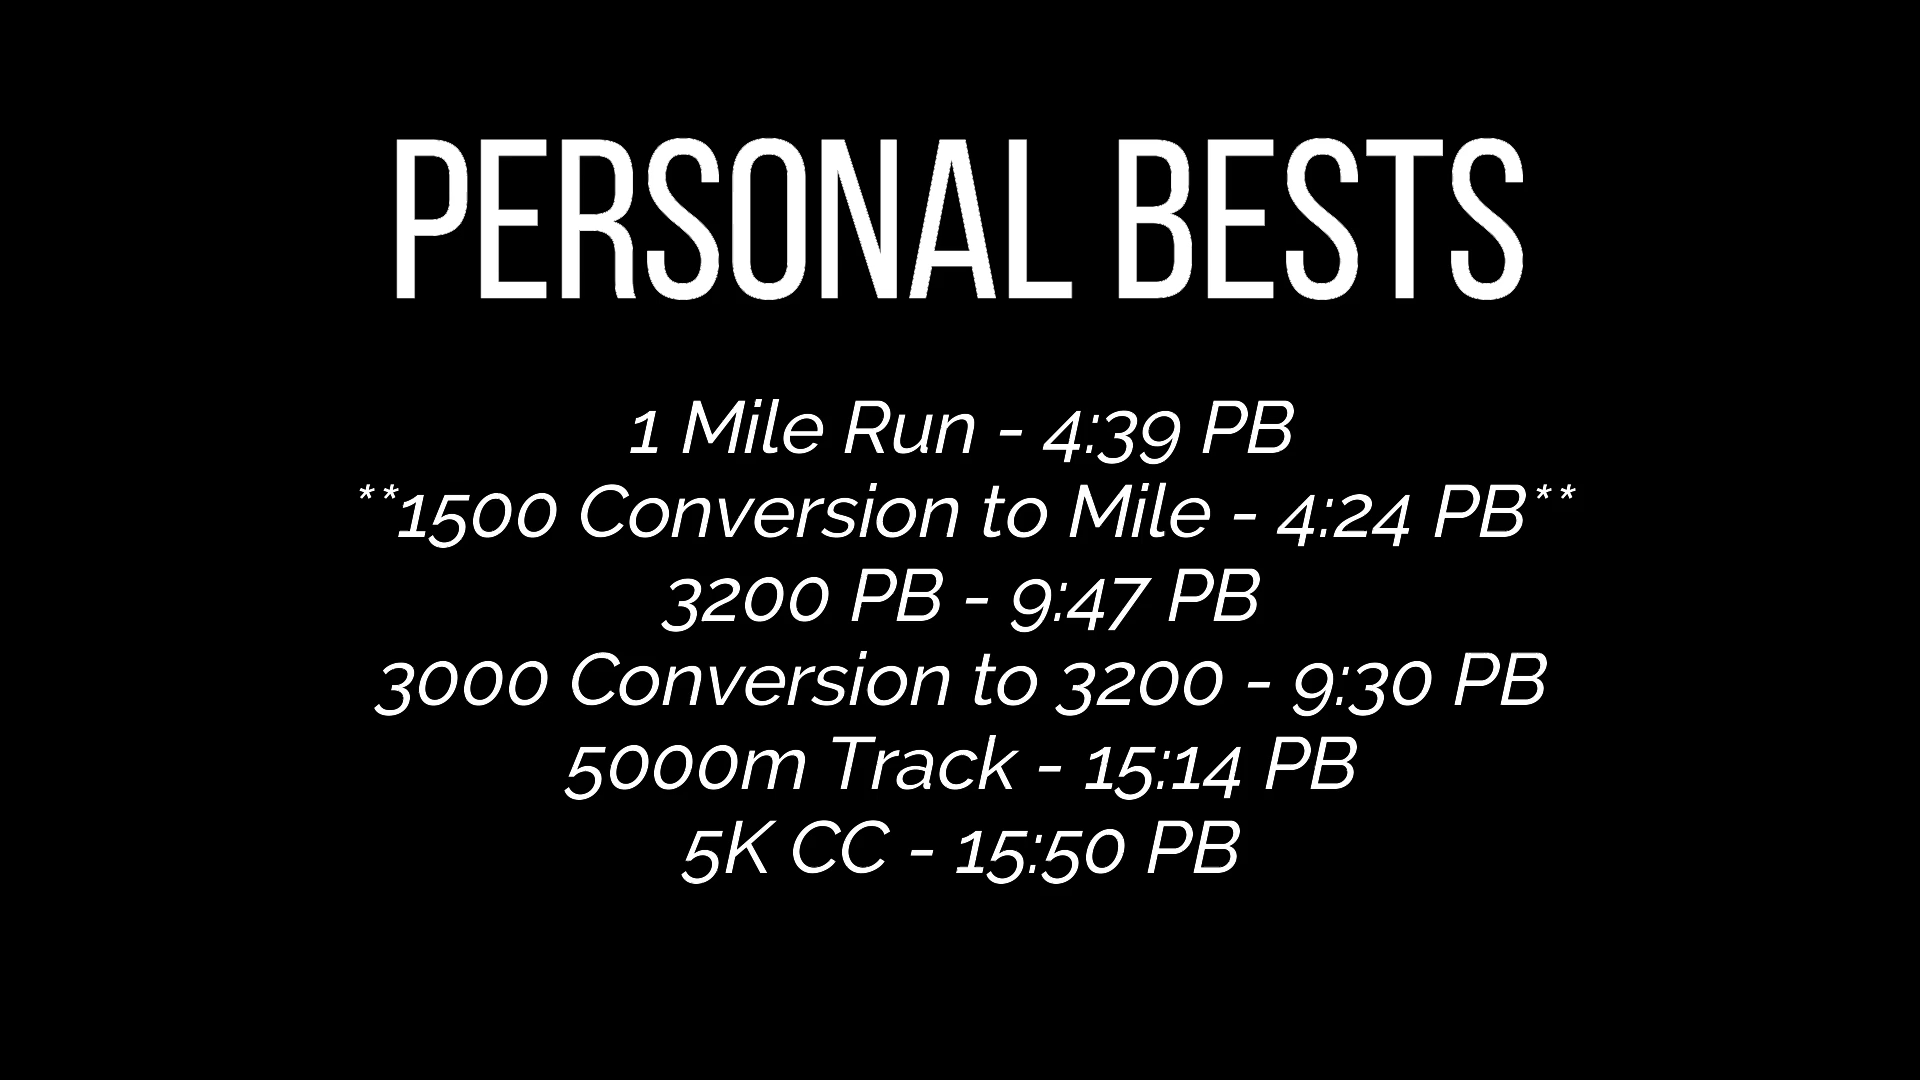 PERSONAL BESTS
1 Mile Run - 4:39 PB
**1500 Conversion to Mile - 4:24 PB**
3200 PB - 9:47 PB
3000 Conversion to 3200 - 9:30 PB
5000m Track - 15:14 PB
5K CC - 15:50 PB